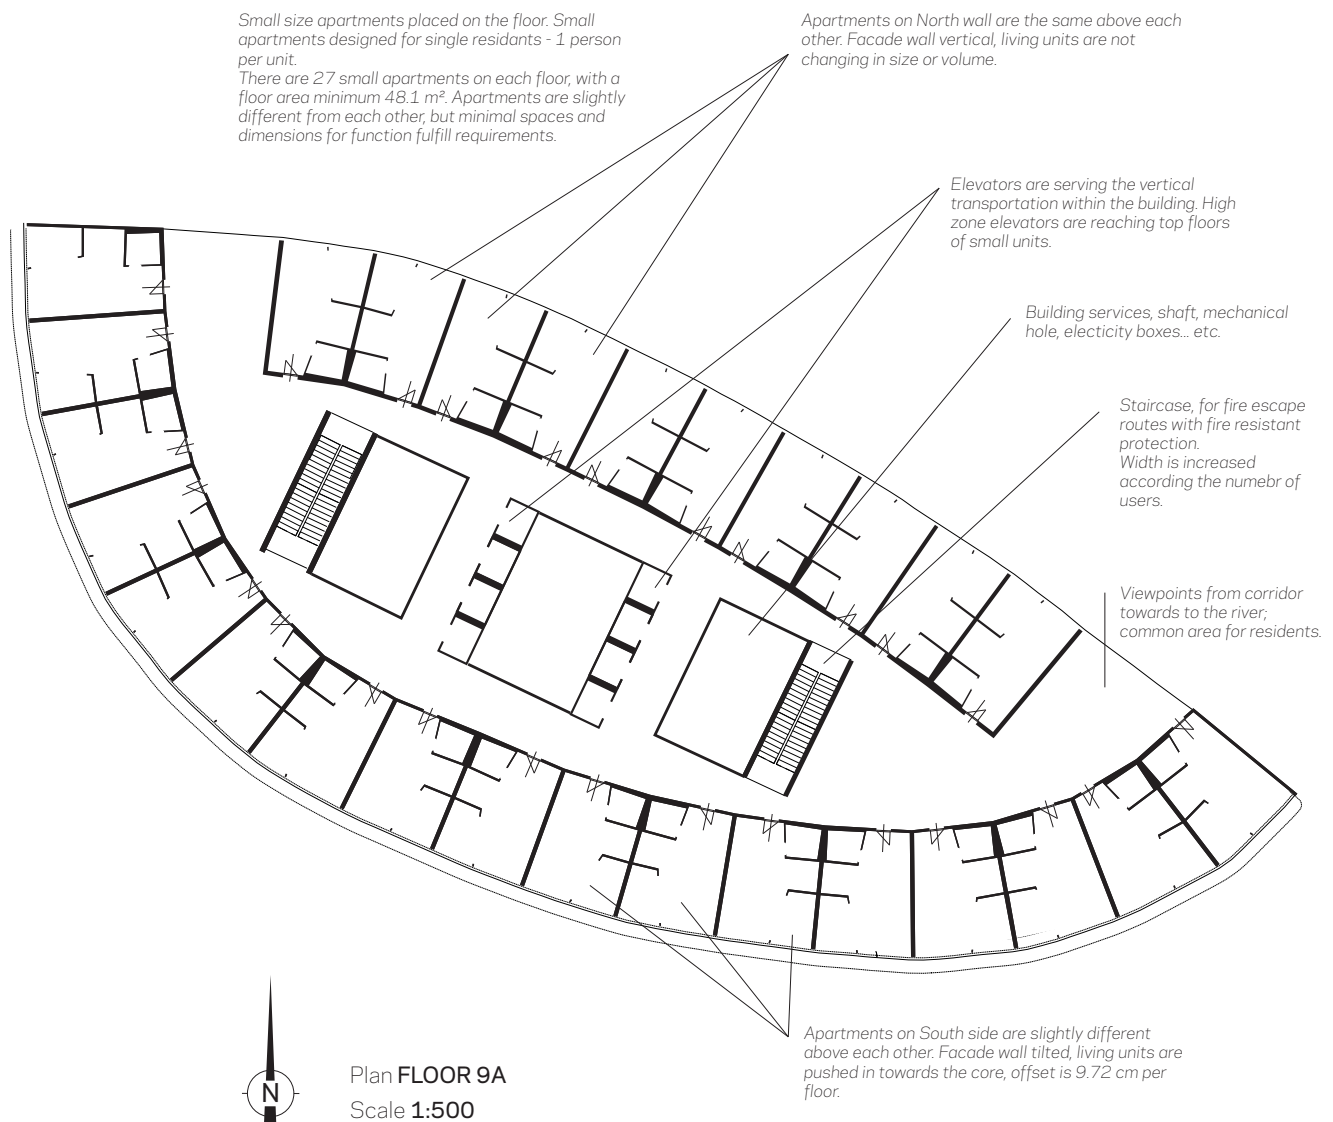 Small size apartments placed on the floor. Small
apartments designed for single residants - 1 person
per unit.
There are 27 small apartments on each floor, with a
floor area minimum 48.1 m². Apartments are slightly
different from each other, but minimal spaces and
dimensions for function fulfill requirements.
Apartments on North wall are the same above each
other. Facade wall vertical, living units are not
changing in size or volume.
Elevators are serving the vertical
transportation within the building. High
zone elevators are reaching top floors
of small units.
Building services, shaft, mechanical
hole, electicity boxes... etc.
Staircase, for fire escape
routes with fire resistant
protection.
Width is increased
according the numebr of
users.
Viewpoints from corridor
towards to the river;
common area for residents.
Apartments on South side are slightly different
above each other. Facade wall tilted, living units are
pushed in towards the core, offset is 9.72 cm per
floor.
N
Plan FLOOR 9A
Scale 1:500